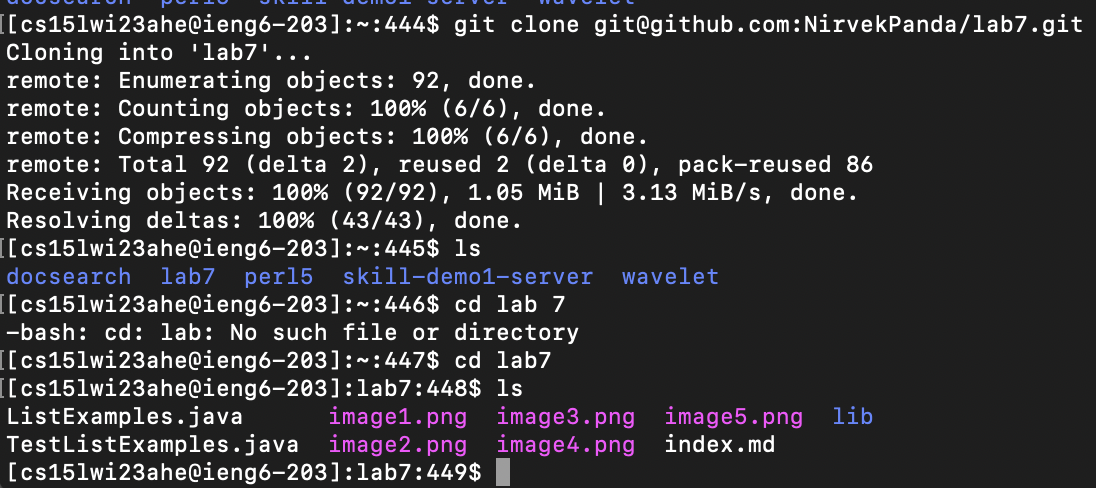 docsearch perl5 skill-demo1-server wavelet
[[cs15lwi23ahe@ieng6-203]:~:444$ git clone git@github.com:NirvekPanda/lab7.git
Cloning into 'lab7'...
remote: Enumerating objects: 92, done.
remote: Counting objects: 100% (6/6), done.
remote: Compressing objects: 100% (6/6), done.
remote: Total 92 (delta 2), reused 2 (delta 0), pack-reused 86
Receiving objects: 100% (92/92), 1.05 MiB | 3.13 MiB/s, done.
Resolving deltas: 100% (43/43), done.
[[cs15lwi23ahe@ieng6-203]:~:445$ ls
docsearch lab7 perl5 skill-demo1-server wavelet
[[cs15lwi23ahe@ieng6-203]:~:446$ cd lab 7
-bash: cd: lab: No such file or directory
[[cs15lwi23ahe@ieng6-203]:~:447$ cd lab7
[[cs15lwi23ahe@ieng6-203]:lab7:448$ ls
ListExamples.java image1.png image3.png image5.png lib
TestListExamples.java image2.png image4.png index.md
[cs15lwi23ahe@ieng6-203]:lab7:449$